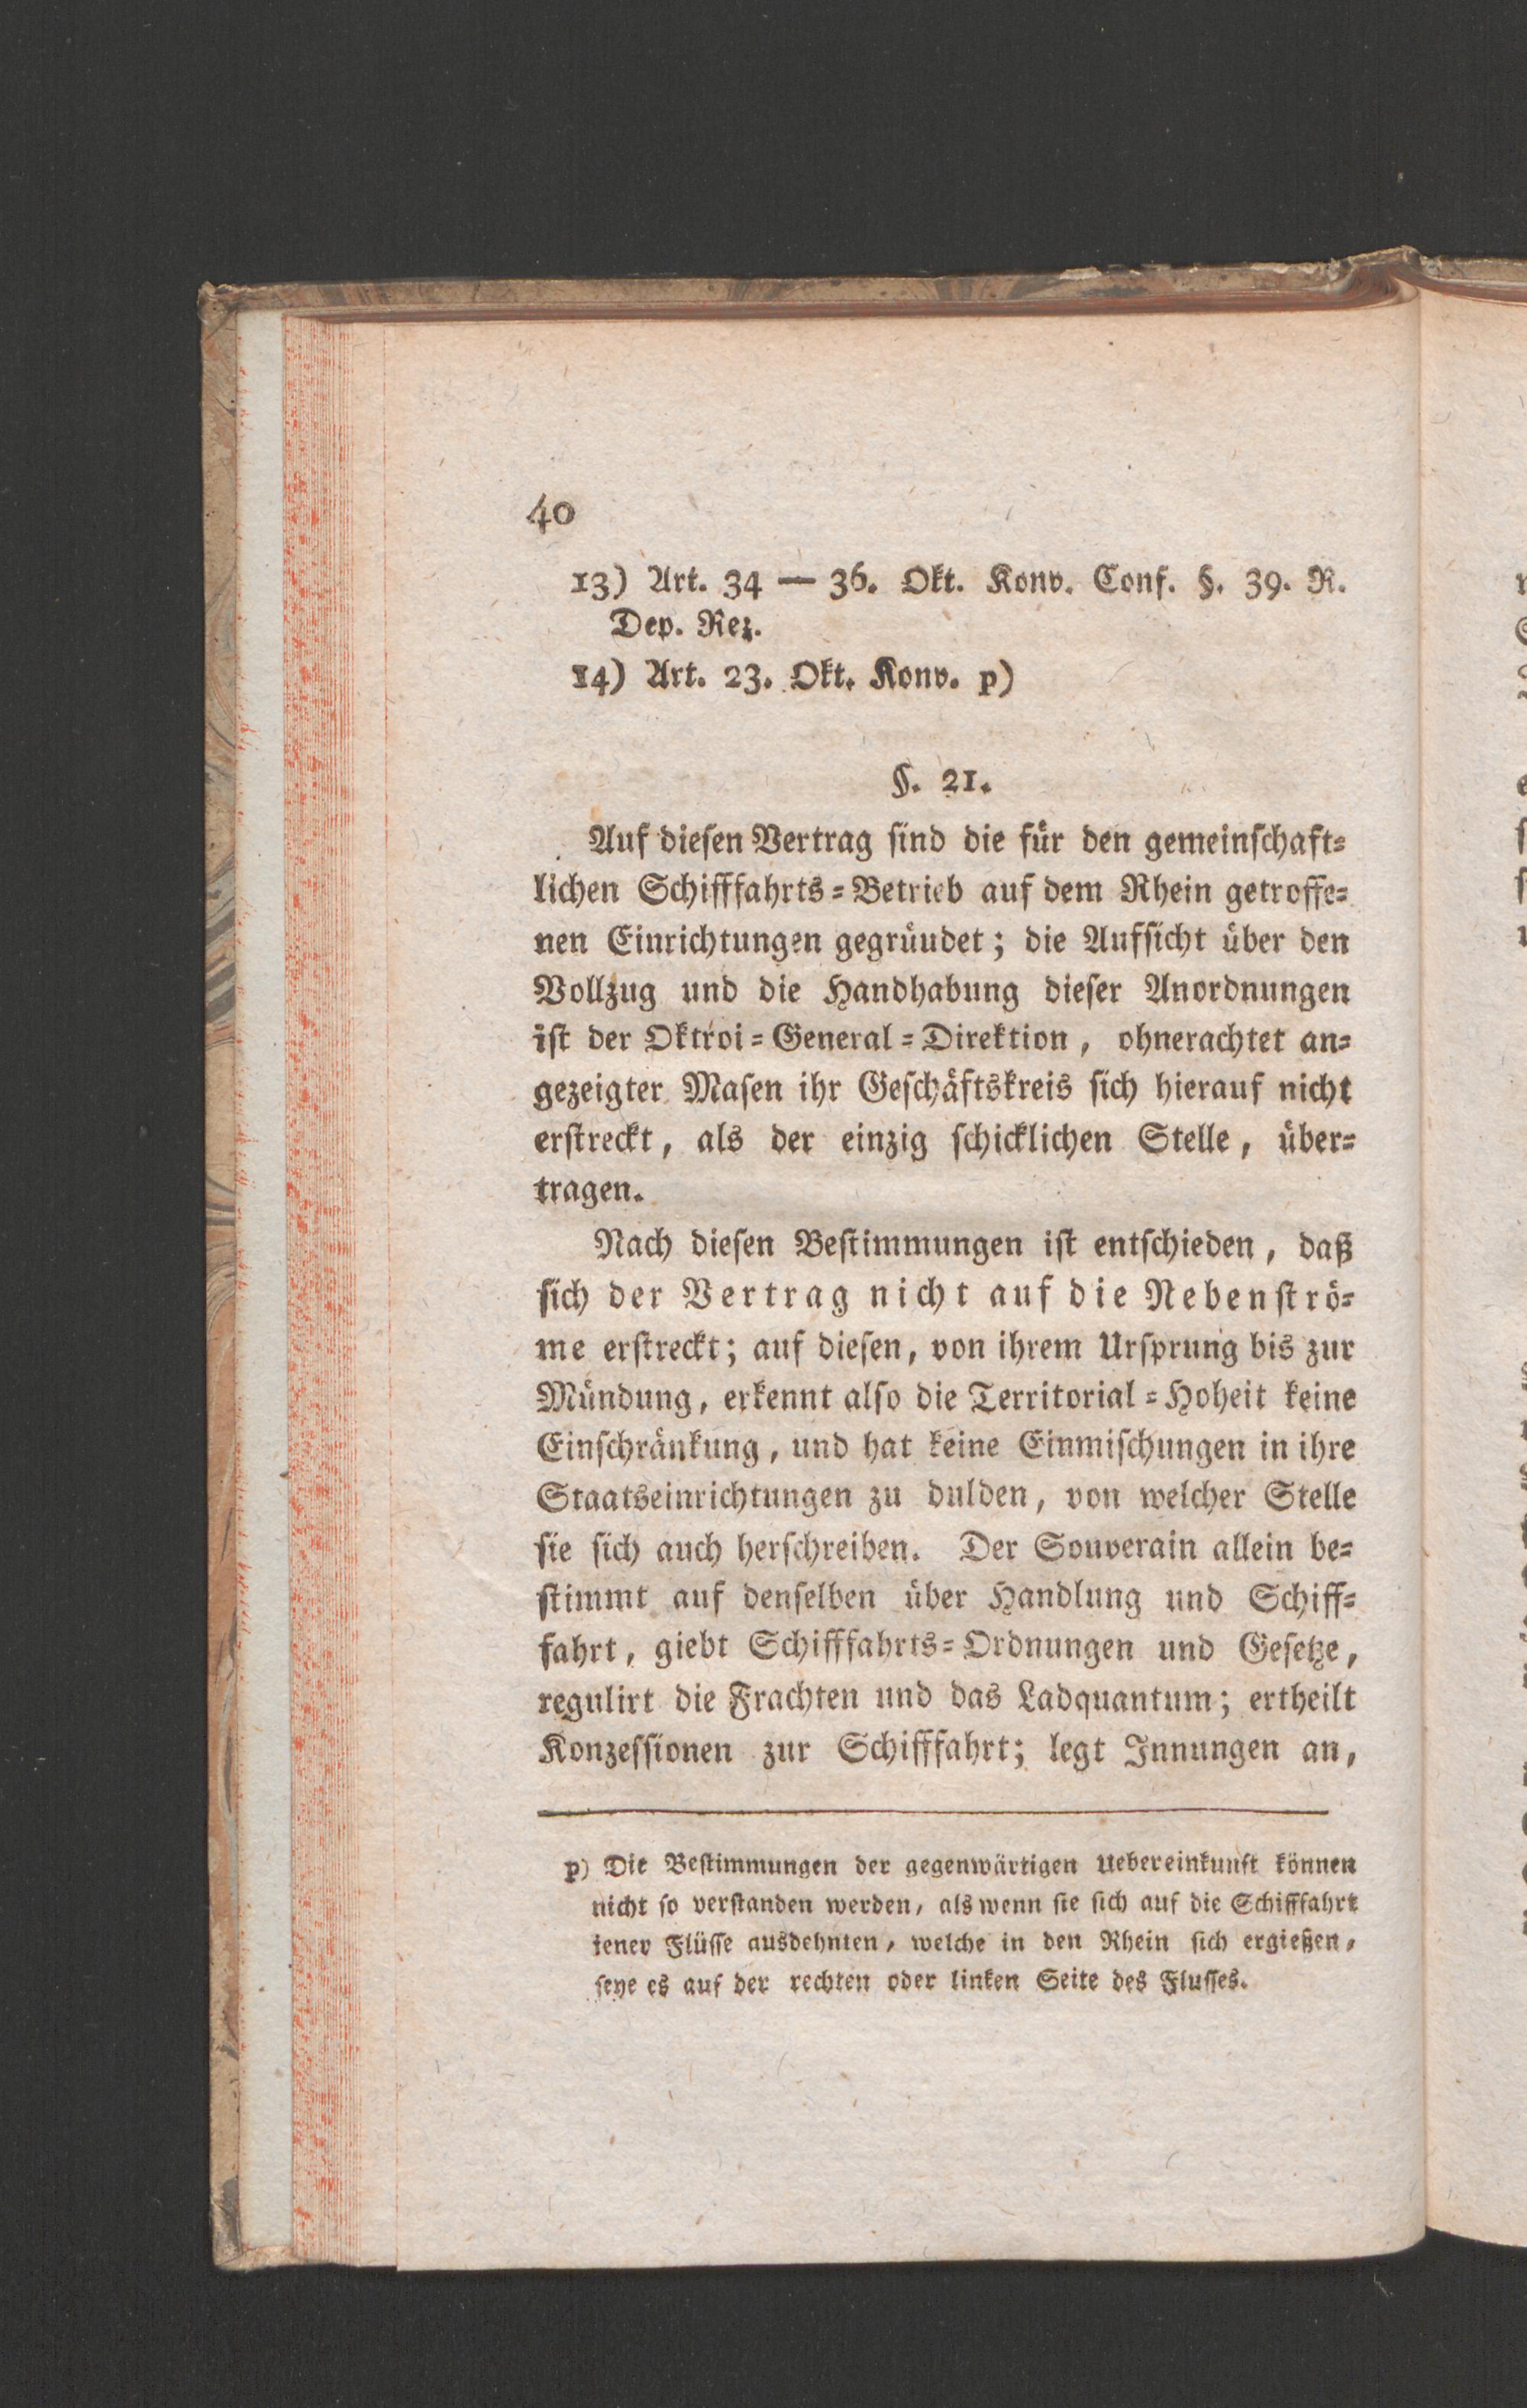 40
13) Art. 34 — 36. Okt. Konv. Conf. §. 39. R.
Dep. Rez.
14) Art. 23. Okt. Konv. p)
§. 21.
Auf diesen Vertrag sind die für den gemeinschaft=
lichen Schifffahrts=Betrieb auf dem Rhein getroffe=
nen Einrichtungen gegründet; die Aufsicht über den
Vollzug und die Handhabung dieser Anordnungen
ist der Oktroi=General=Direktion, ohnerachtet an=
gezeigter Masen ihr Geschäftskreis sich hierauf nicht
erstreckt, als der einzig schicklichen Stelle, über=
tragen.
Nach diesen Bestimmungen ist entschieden, daß
sich der Vertrag nicht auf die Nebenströ=
me erstreckt; auf diesen, von ihrem Ursprung bis zur
Mündung, erkennt also die Territorial=Hoheit keine
Einschränkung, und hat keine Einmischungen in ihre
Staatseinrichtungen zu dulden, von welcher Stelle
sie sich auch herschreiben. Der Souverain allein be=
stimmt auf denselben über Handlung und Schiff=
fahrt, giebt Schifffahrts=Ordnungen und Gesetze,
regulirt die Frachten und das Ladquantum; ertheilt
Konzessionen zur Schifffahrt; legt Innungen an,
p) Die Bestimmungen der gegenwärtigen Uebereinkunft können
nicht so verstanden werden, als wenn sie sich auf die Schifffahrt
jener Flüsse ausdehnten, welche in den Rhein sich ergießen,
seye es auf der rechten oder linken Seite des Flusses.